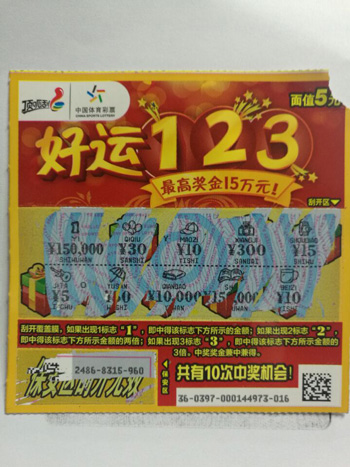 顶呱刮
中国体育彩票
CHINA SPORTS LOTTERY
面值5元
好运123
最高奖金15万元!
刮开区
¥150,000 ¥30 ¥10 ¥300 ¥15
¥5 ¥10,000 ¥10
刮开覆盖膜,如果出现1标志“1”,即中得该标志下方所示的金额;如果出现2标志“2”,
即中得该标志下方所示金额的两倍;如果出现3标志“3”,即中得该标志下方所示金额的
3倍,中奖奖金兼中兼得。
2486-8315-960
保安区
共有10次中奖机会!
36-0397-000144973-016